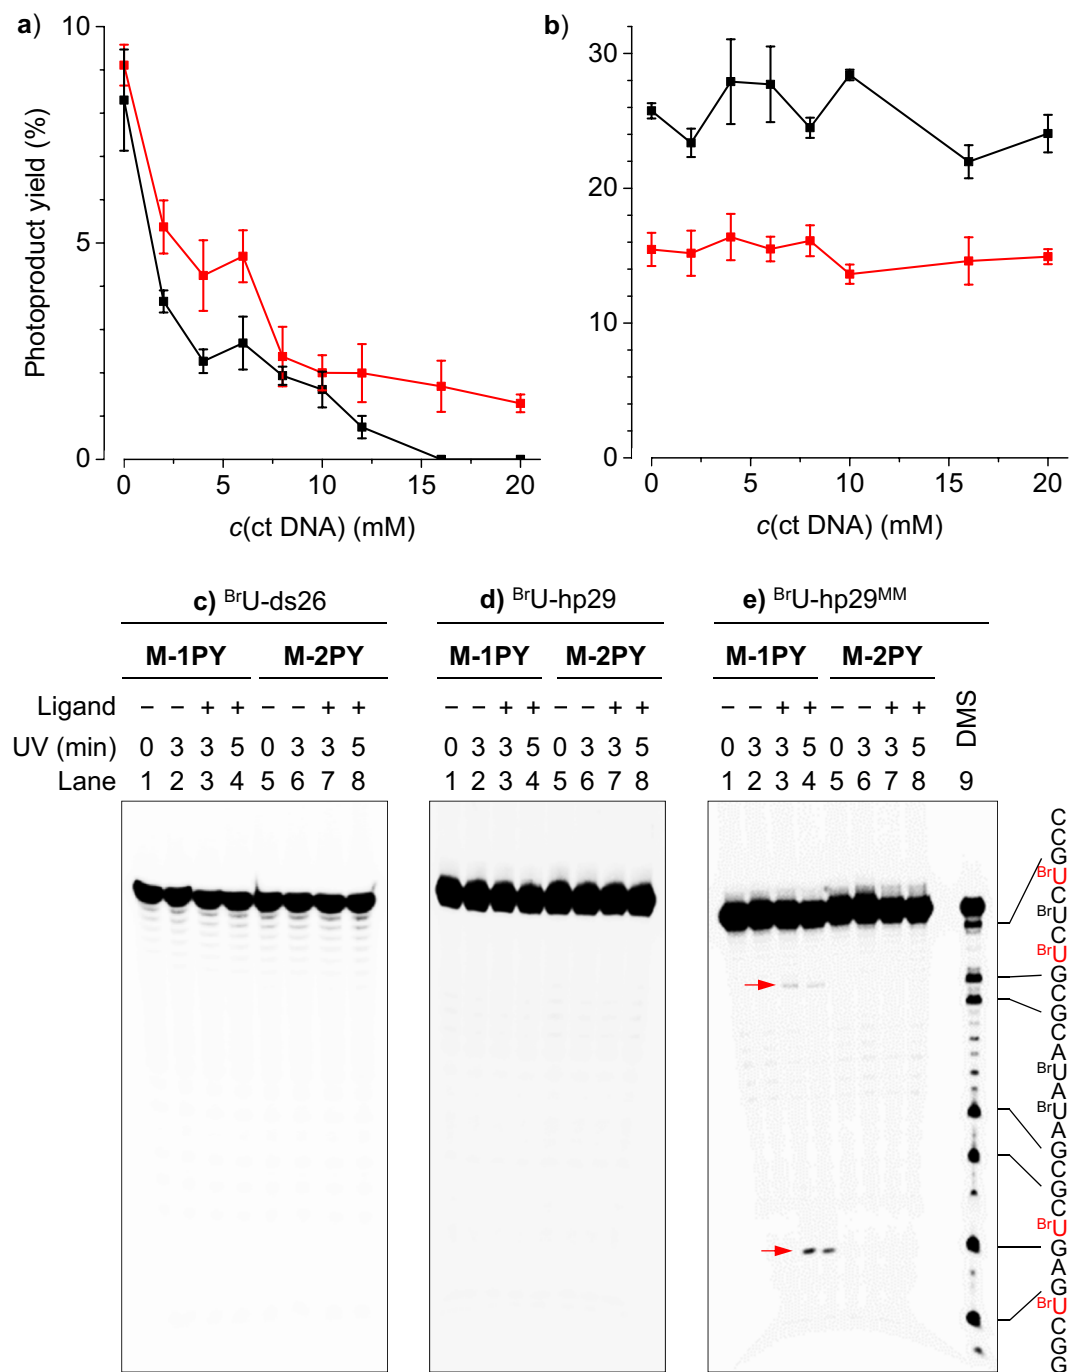 a)
10
5
0
Photoproduct yield (%)
0 5 10 15 20
c(ct DNA) (mM)
b)
30
20
10
0
0 5 10 15 20
c(ct DNA) (mM)
c) BrU-ds26
M-1PY M-2PY
d) BrU-hp29
M-1PY M-2PY
e) BrU-hp29MM
M-1PY M-2PY
DMS
Ligand – – + + – – + + – – + + – – + + – – + + – – + +
UV (min) 0 3 3 5 0 3 3 5 0 3 3 5 0 3 3 5 0 3 3 5 0 3 3 5
Lane 1 2 3 4 5 6 7 8 1 2 3 4 5 6 7 8 1 2 3 4 5 6 7 8 9
C
C
G
BrU
C
BrU
C
BrU
G
C
G
C
A
BrU
A
BrU
A
G
C
G
C
BrU
G
A
G
BrU
C
G
G